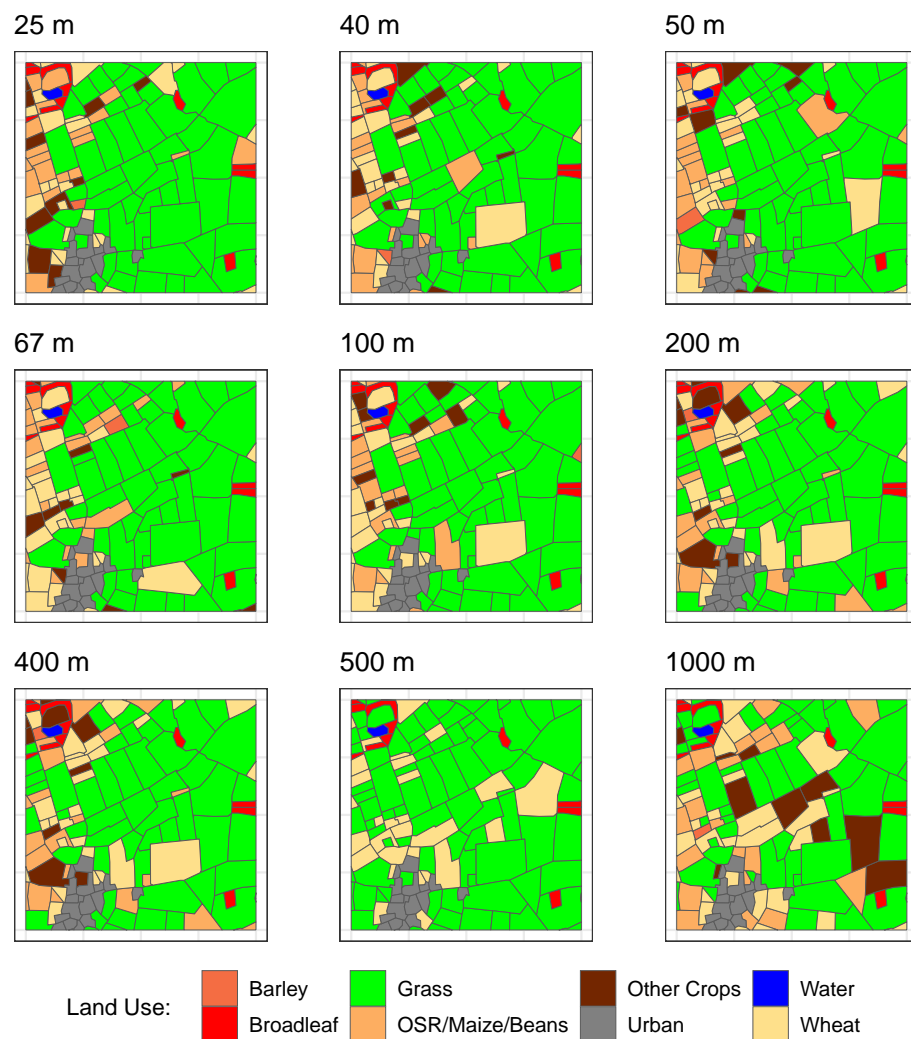 25 m
40 m
50 m
67 m
100 m
200 m
400 m
500 m
1000 m
Land Use:
Barley
Grass
Other Crops
Water
Broadleaf
OSR/Maize/Beans
Urban
Wheat